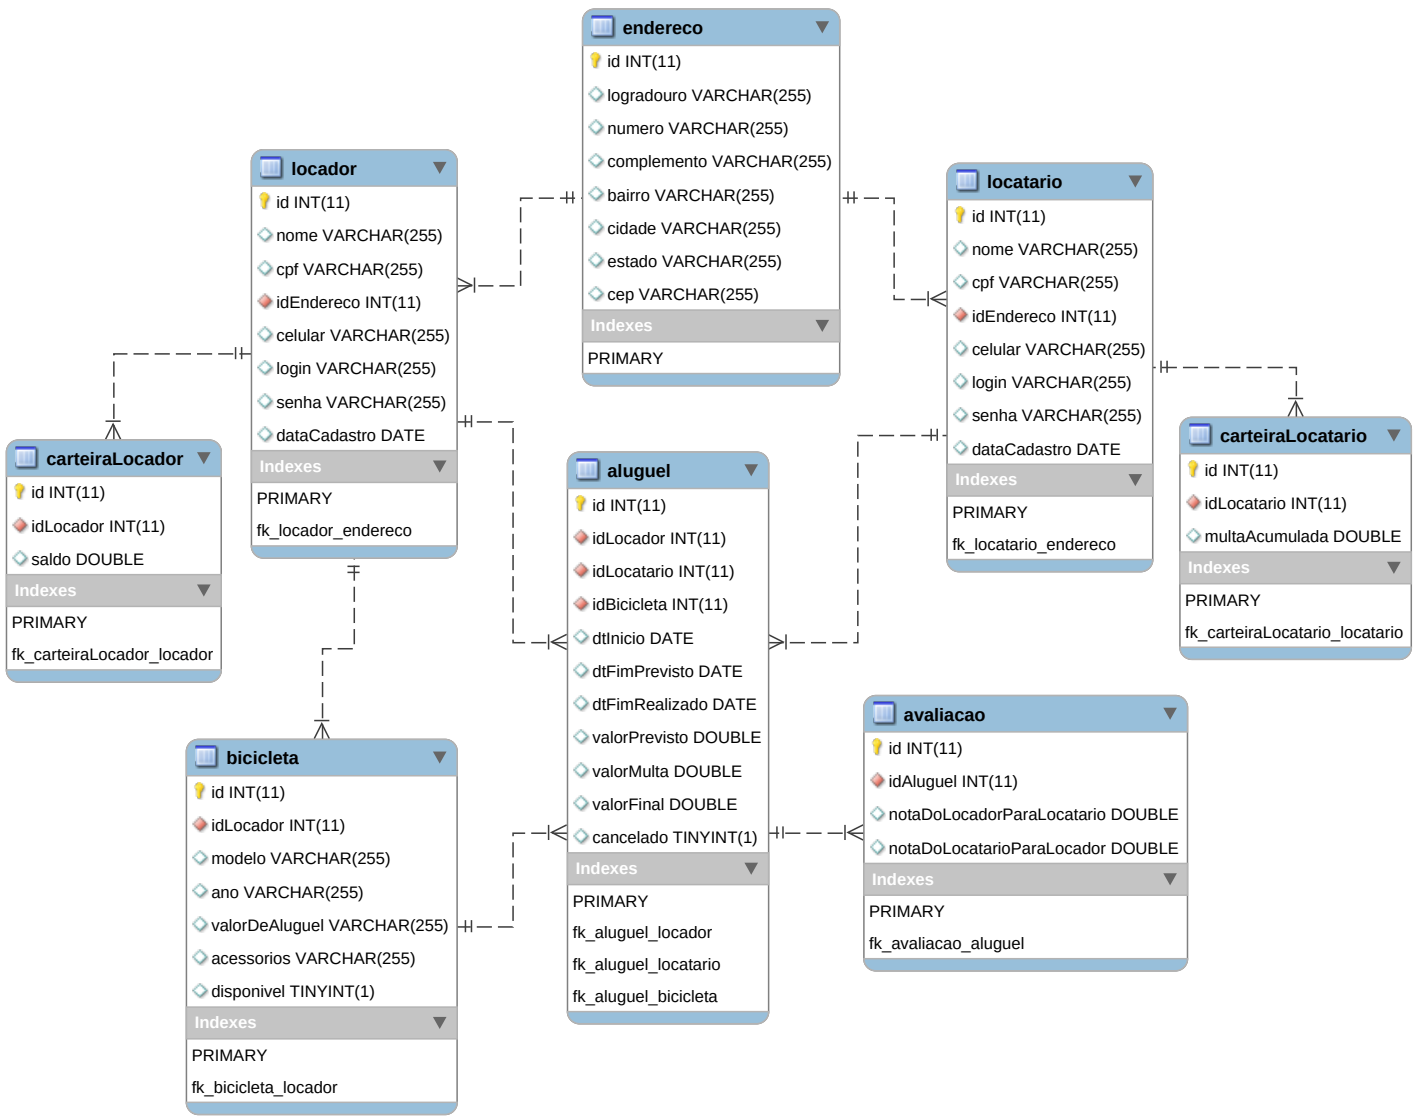 endereco
id INT(11)
logradouro VARCHAR(255)
numero VARCHAR(255)
complemento VARCHAR(255)
bairro VARCHAR(255)
cidade VARCHAR(255)
estado VARCHAR(255)
cep VARCHAR(255)
Indexes
PRIMARY
locador
id INT(11)
nome VARCHAR(255)
cpf VARCHAR(255)
idEndereco INT(11)
celular VARCHAR(255)
login VARCHAR(255)
senha VARCHAR(255)
dataCadastro DATE
Indexes
PRIMARY
fk_locador_endereco
locatario
id INT(11)
nome VARCHAR(255)
cpf VARCHAR(255)
idEndereco INT(11)
celular VARCHAR(255)
login VARCHAR(255)
senha VARCHAR(255)
dataCadastro DATE
Indexes
PRIMARY
fk_locatario_endereco
carteiraLocador
id INT(11)
idLocador INT(11)
saldo DOUBLE
Indexes
PRIMARY
fk_carteiraLocador_locador
aluguel
id INT(11)
idLocador INT(11)
idLocatario INT(11)
idBicicleta INT(11)
dtInicio DATE
dtFimPrevisto DATE
dtFimRealizado DATE
valorPrevisto DOUBLE
valorMulta DOUBLE
valorFinal DOUBLE
cancelado TINYINT(1)
Indexes
PRIMARY
fk_aluguel_locador
fk_aluguel_locatario
fk_aluguel_bicicleta
carteiraLocatario
id INT(11)
idLocatario INT(11)
multaAcumulada DOUBLE
Indexes
PRIMARY
fk_carteiraLocatario_locatario
bicicleta
id INT(11)
idLocador INT(11)
modelo VARCHAR(255)
ano VARCHAR(255)
valorDeAluguel VARCHAR(255)
acessorios VARCHAR(255)
disponivel TINYINT(1)
Indexes
PRIMARY
fk_bicicleta_locador
avaliacao
id INT(11)
idAluguel INT(11)
notaDoLocadorParaLocatario DOUBLE
notaDoLocatarioParaLocador DOUBLE
Indexes
PRIMARY
fk_avaliacao_aluguel